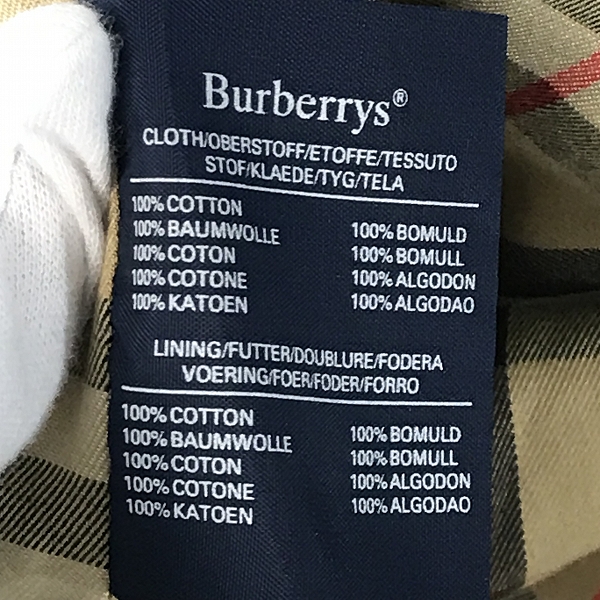 Burberrys®
CLOTH/OBERSTOFF/ETOFFE/TESSUTO
STOF/KLAEDE/TYG/TELA
100% COTTON
100% BAUMWOLLE 100% BOMULD
100% COTON 100% BOMULL
100% COTONE 100% ALGODON
100% KATOEN 100% ALGODAO
LINING/FUTTER/DOUBLURE/FODERA
VOERING/FOER/FODER/FORRO
100% COTTON
100% BAUMWOLLE 100% BOMULD
100% COTON 100% BOMULL
100% COTONE 100% ALGODON
100% KATOEN 100% ALGODAO